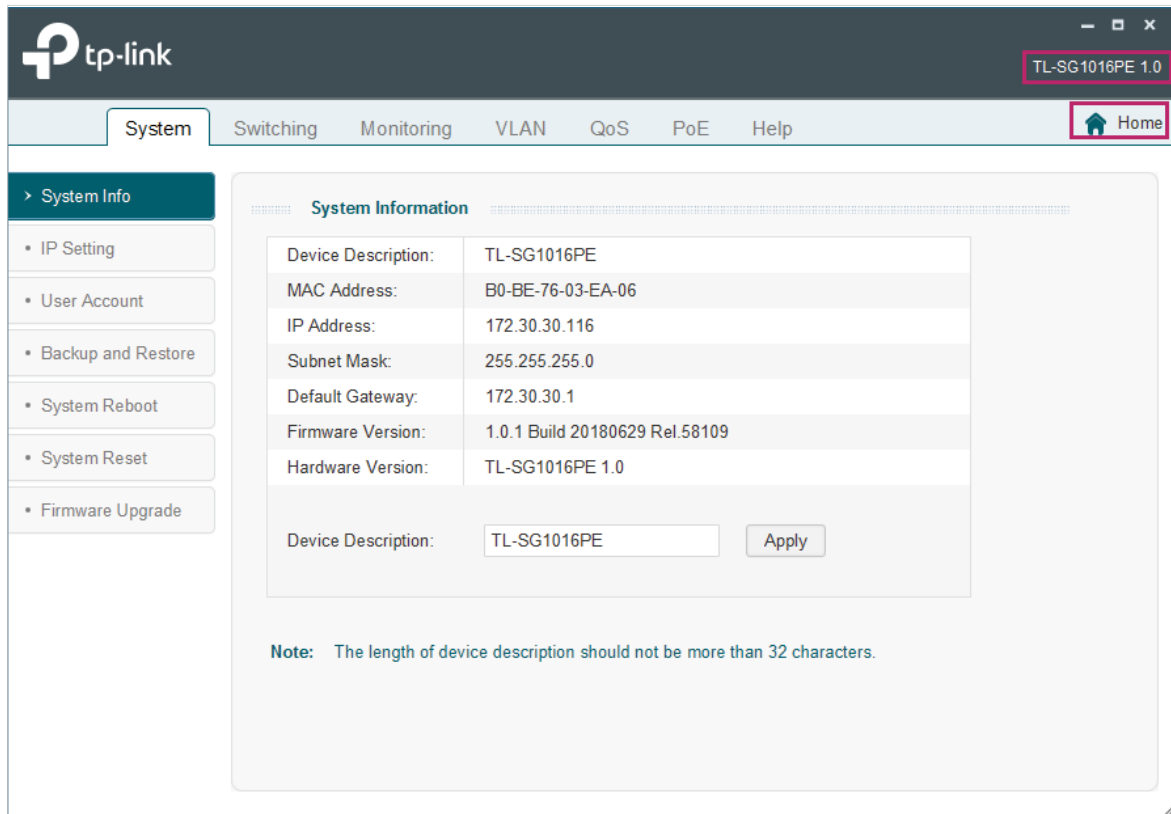 tp-link
TL-SG1016PE 1.0
System Switching Monitoring VLAN QoS PoE Help Home
> System Info
• IP Setting
• User Account
• Backup and Restore
• System Reboot
• System Reset
• Firmware Upgrade
System Information
Device Description: TL-SG1016PE
MAC Address: B0-BE-76-03-EA-06
IP Address: 172.30.30.116
Subnet Mask: 255.255.255.0
Default Gateway: 172.30.30.1
Firmware Version: 1.0.1 Build 20180629 Rel.58109
Hardware Version: TL-SG1016PE 1.0
Device Description: TL-SG1016PE Apply
Note: The length of device description should not be more than 32 characters.